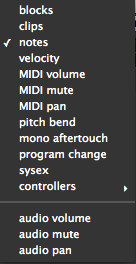 blocks
clips
✓ notes
velocity
MIDI volume
MIDI mute
MIDI pan
pitch bend
mono aftertouch
program change
sysex
controllers
audio volume
audio mute
audio pan